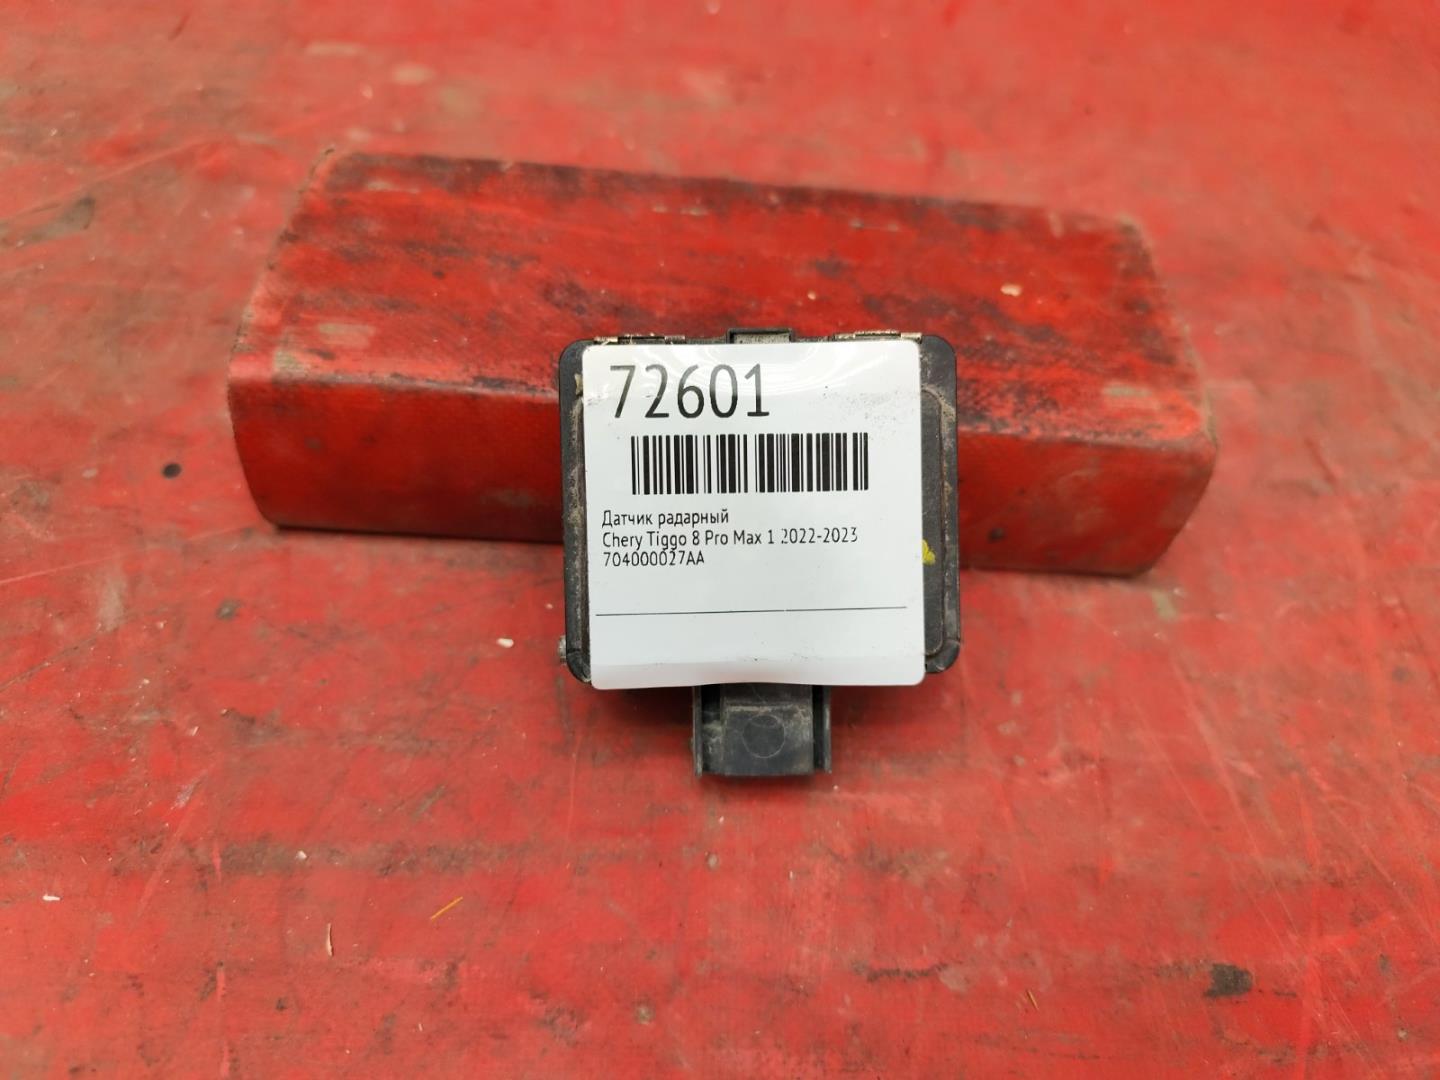 72601
Датчик радарный
Chery Tiggo 8 Pro Max 1 2022-2023
704000027AA